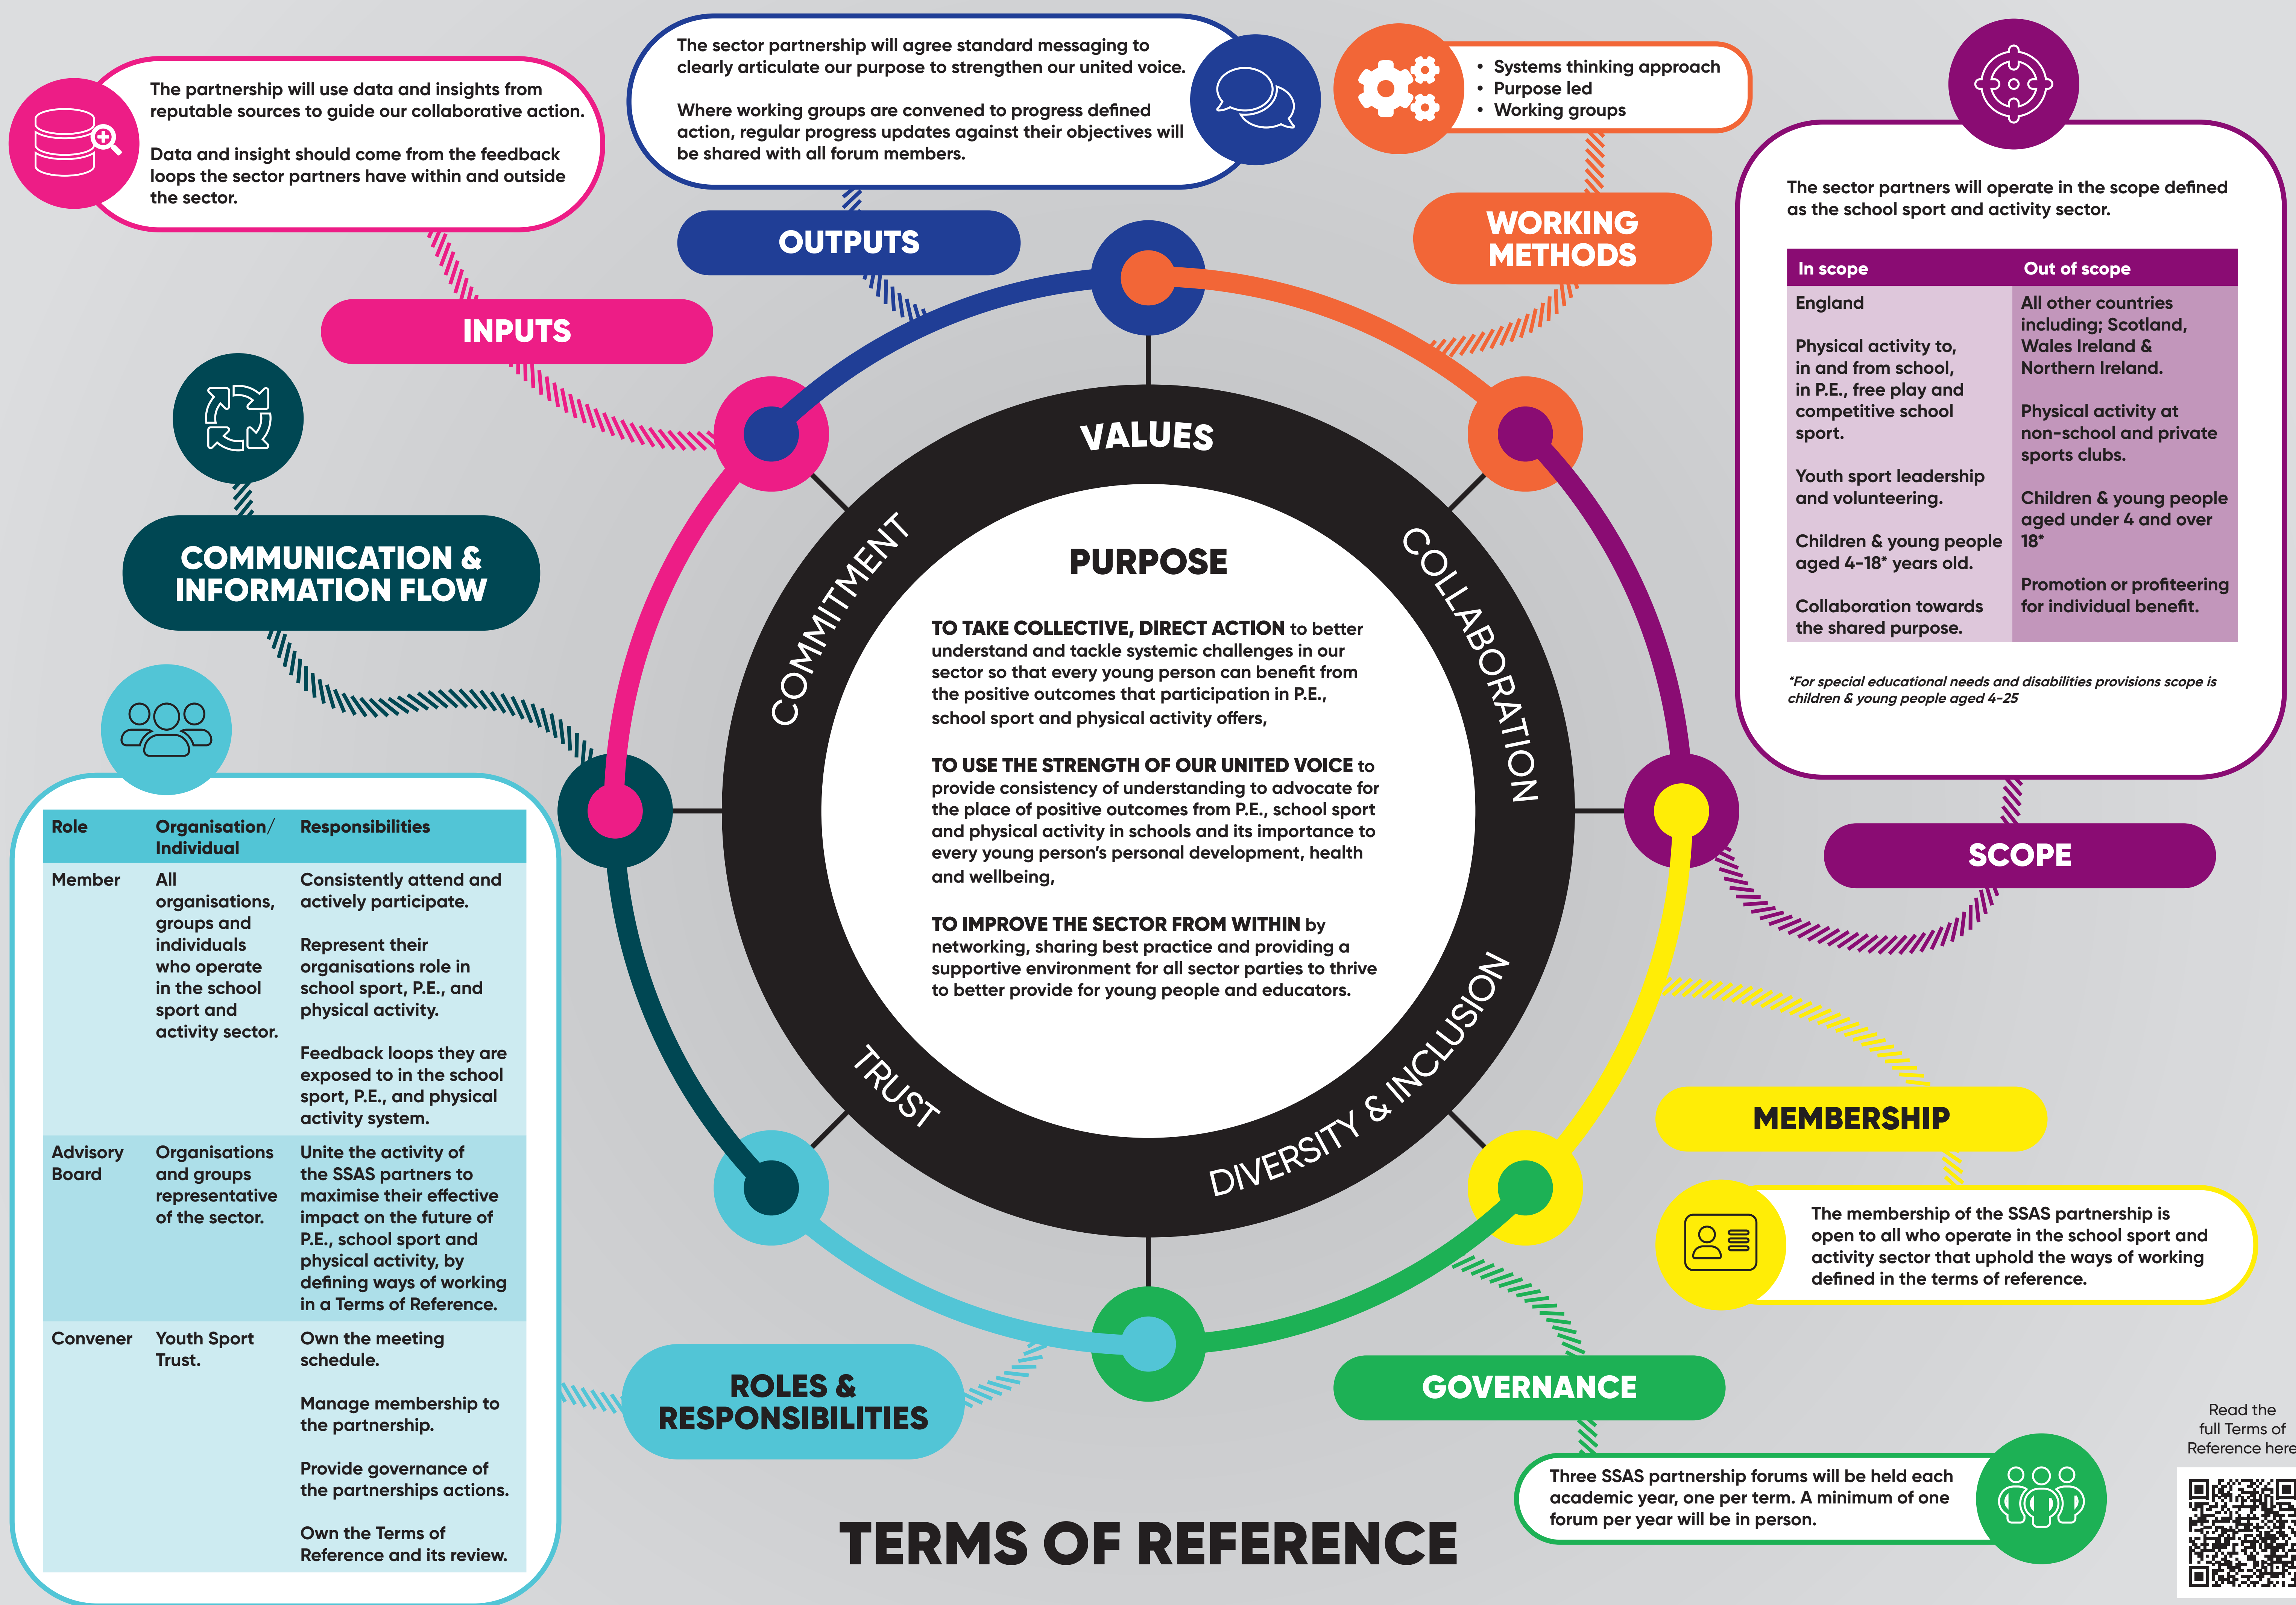 The partnership will use data and insights from
reputable sources to guide our collaborative action.
Data and insight should come from the feedback
loops the sector partners have within and outside
the sector.
INPUTS
The sector partnership will agree standard messaging to
clearly articulate our purpose to strengthen our united voice.
Where working groups are convened to progress defined
action, regular progress updates against their objectives will
be shared with all forum members.
OUTPUTS
• Systems thinking approach
• Purpose led
• Working groups
WORKING
METHODS
The sector partners will operate in the scope defined
as the school sport and activity sector.
In scope
England
Physical activity to,
in and from school,
in P.E., free play and
competitive school
sport.
Youth sport leadership
and volunteering.
Children & young people
aged 4-18* years old.
Collaboration towards
the shared purpose.
Out of scope
All other countries
including; Scotland,
Wales Ireland &
Northern Ireland.
Physical activity at
non-school and private
sports clubs.
Children & young people
aged under 4 and over
18*
Promotion or profiteering
for individual benefit.
*For special educational needs and disabilities provisions scope is
children & young people aged 4-25
SCOPE
COMMUNICATION &
INFORMATION FLOW
VALUES
COMMITMENT
COLLABORATION
DIVERSITY & INCLUSION
TRUST
PURPOSE
TO TAKE COLLECTIVE, DIRECT ACTION to better
understand and tackle systemic challenges in our
sector so that every young person can benefit from
the positive outcomes that participation in P.E.,
school sport and physical activity offers,
TO USE THE STRENGTH OF OUR UNITED VOICE to
provide consistency of understanding to advocate for
the place of positive outcomes from P.E., school sport
and physical activity in schools and its importance to
every young person's personal development, health
and wellbeing,
TO IMPROVE THE SECTOR FROM WITHIN by
networking, sharing best practice and providing a
supportive environment for all sector parties to thrive
to better provide for young people and educators.
Role
Organisation/
Individual
Responsibilities
Member
All
organisations,
groups and
individuals
who operate
in the school
sport and
activity sector.
Consistently attend and
actively participate.
Represent their
organisations role in
school sport, P.E., and
physical activity.
Feedback loops they are
exposed to in the school
sport, P.E., and physical
activity system.
Advisory
Board
Organisations
and groups
representative
of the sector.
Unite the activity of
the SSAS partners to
maximise their effective
impact on the future of
P.E., school sport and
physical activity, by
defining ways of working
in a Terms of Reference.
Convener
Youth Sport
Trust.
Own the meeting
schedule.
Manage membership to
the partnership.
Provide governance of
the partnerships actions.
Own the Terms of
Reference and its review.
ROLES &
RESPONSIBILITIES
MEMBERSHIP
The membership of the SSAS partnership is
open to all who operate in the school sport and
activity sector that uphold the ways of working
defined in the terms of reference.
GOVERNANCE
Three SSAS partnership forums will be held each
academic year, one per term. A minimum of one
forum per year will be in person.
Read the
full Terms of
Reference here
TERMS OF REFERENCE